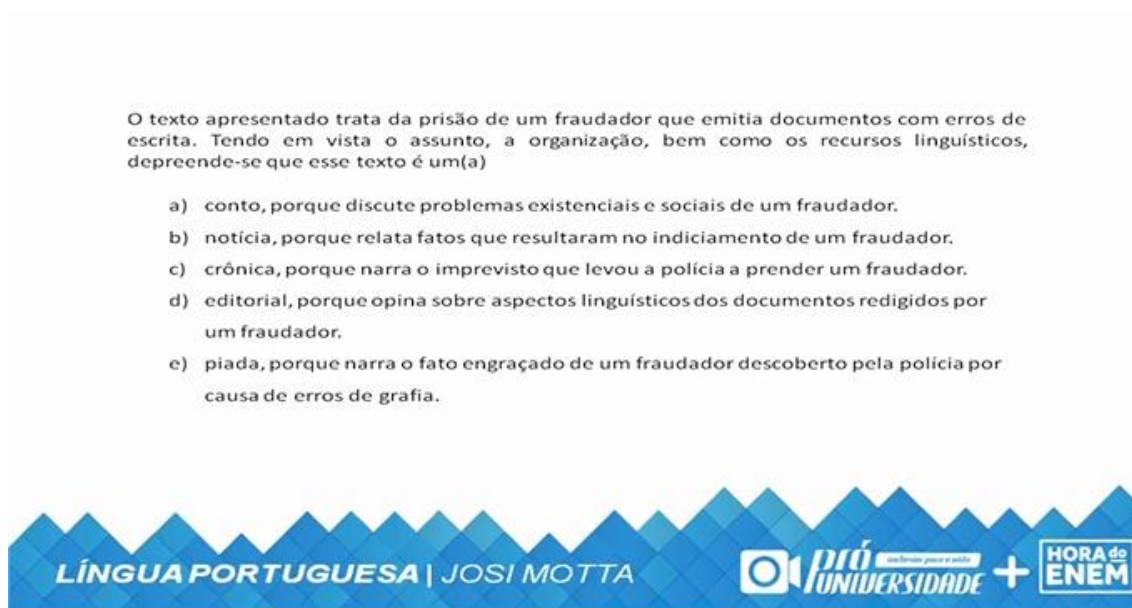 O texto apresentado trata da prisão de um fraudador que emitia documentos com erros de
escrita. Tendo em vista o assunto, a organização, bem como os recursos linguísticos,
depreende-se que esse texto é um(a)
a) conto, porque discute problemas existenciais e sociais de um fraudador.
b) notícia, porque relata fatos que resultaram no indiciamento de um fraudador.
c) crônica, porque narra o imprevisto que levou a polícia a prender um fraudador.
d) editorial, porque opina sobre aspectos linguísticos dos documentos redigidos por
um fraudador.
e) piada, porque narra o fato engraçado de um fraudador descoberto pela polícia por
causa de erros de grafia.
LÍNGUA PORTUGUESA | JOSI MOTTA
PRÓ
UNIVERSIDADE
+
HORA do
ENEM